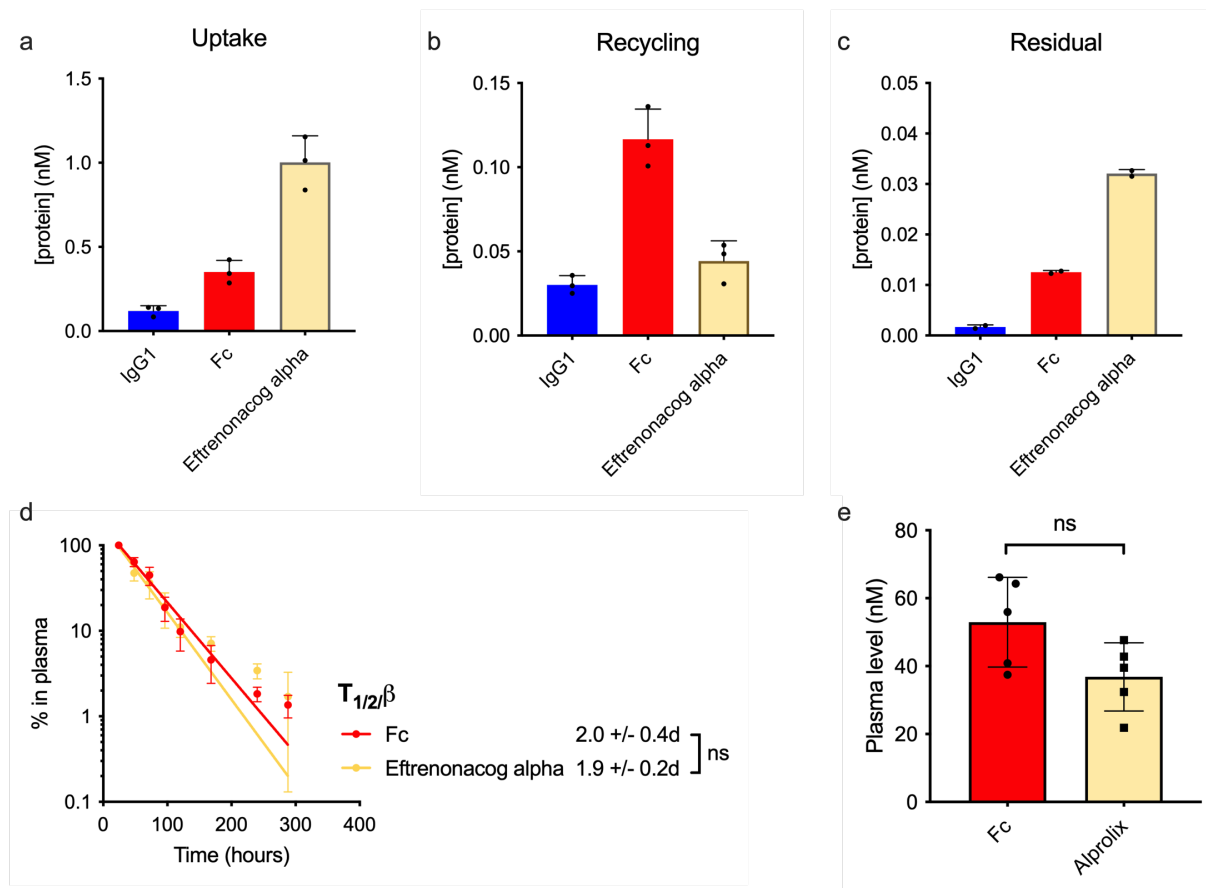 a
Uptake
[protein] (nM)
1.5
1.0
0.5
0.0
IgG1
Fc
Eftrenonacog alpha
b
Recycling
[protein] (nM)
0.15
0.10
0.05
0.00
IgG1
Fc
Eftrenonacog alpha
c
Residual
[protein] (nM)
0.05
0.04
0.03
0.02
0.01
0.00
IgG1
Fc
Eftrenonacog alpha
d
% in plasma
100
10
1
0.1
0
100
200
300
400
Time (hours)
T1/2/β
Fc 2.0 +/- 0.4d
Eftrenonacog alpha 1.9 +/- 0.2d
ns
e
Plasma level (nM)
80
60
40
20
0
ns
Fc
Alprolix